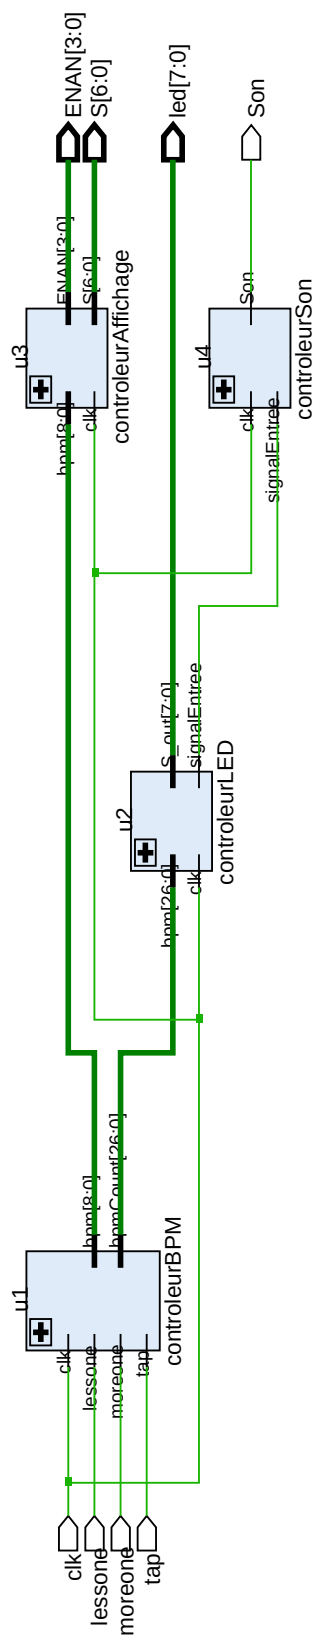 ENAN[3:0]
S[6:0]
led[7:0]
Son
ENAN[3:0]
S[6:0]
u3
controleurAffichage
bpm[8:0]
clk
Son
u4
controleurSon
clk
signalEntree
S_out[7:0]
signalEntree
u2
controleurLED
bpm[26:0]
clk
bpm[8:0]
bpmCount[26:0]
u1
controleurBPM
clk
lessone
moreone
tap
clk
lessone
moreone
tap